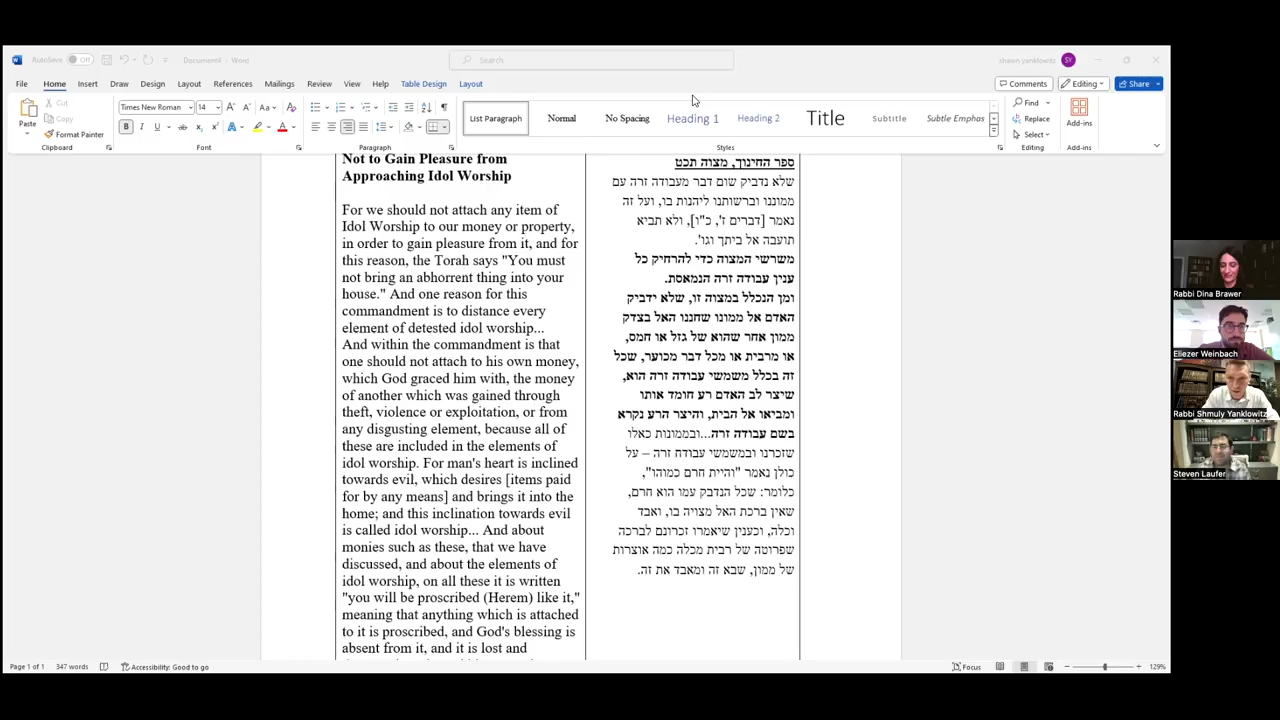 AutoSave Off
Document4 - Word
Search
shawn yanklowitz
SY
File Home Insert Draw Design Layout References Mailings Review View Help Table Design Layout
Comments Editing Share
Paste
Cut
Copy
Format Painter
Clipboard
Times New Roman 14
Font
Paragraph
List Paragraph
Normal
No Spacing
Heading 1
Heading 2
Title
Subtitle
Subtle Emphas
Styles
Find
Replace
Select
Editing
Add-ins
Add-ins
Not to Gain Pleasure from
Approaching Idol Worship
For we should not attach any item of
Idol Worship to our money or property,
in order to gain pleasure from it, and for
this reason, the Torah says "You must
not bring an abhorrent thing into your
house." And one reason for this
commandment is to distance every
element of detested idol worship...
And within the commandment is that
one should not attach to his own money,
which God graced him with, the money
of another which was gained through
theft, violence or exploitation, or from
any disgusting element, because all of
these are included in the elements of
idol worship. For man's heart is inclined
towards evil, which desires [items paid
for by any means] and brings it into the
home; and this inclination towards evil
is called idol worship... And about
monies such as these, that we have
discussed, and about the elements of
idol worship, on all these it is written
"you will be proscribed (Herem) like it,"
meaning that anything which is attached
to it is proscribed, and God's blessing is
absent from it, and it is lost and
ספר החינוך, מצוה תכט
שלא נדביק שום דבר מעבודה זרה עם
ממוננו וברשותנו ליהנות בו, ועל זה
נאמר [דברים ז', כ"ו], ולא תביא
תועבה אל ביתך וגו'.
משרשי המצוה כדי להרחיק כל
ענין עבודה זרה הנמאסת.
ומן הנכלל במצוה זו, שלא ידביק
האדם אל ממונו שחננו האל בצדק
ממון אחר שהוא של גזל או חמס,
או מרבית או מכל דבר מכוער, שכל
זה בכלל משמשי עבודה זרה הוא,
שיצר לב האדם רע חומד אותו
ומביאו אל הבית, והיצר הרע נקרא
בשם עבודה זרה...ובממונות כאלו
שזכרנו ובמשמשי עבודה זרה – על
כולן נאמר "והיית חרם כמוהו",
כלומר: שכל הנדבק עמו הוא חרם,
שאין ברכת האל מצויה בו, ואבד
וכלה, וכענין שיאמרו זכרונם לברכה
שפרוטה של רבית מכלה כמה אוצרות
של ממון, שבא זה ומאבד את זה.
Page 1 of 1 347 words Accessibility: Good to go
Focus
129%
Rabbi Dina Brawer
Eliezer Weinbach
Rabbi Shmuly Yanklowitz
Steven Laufer